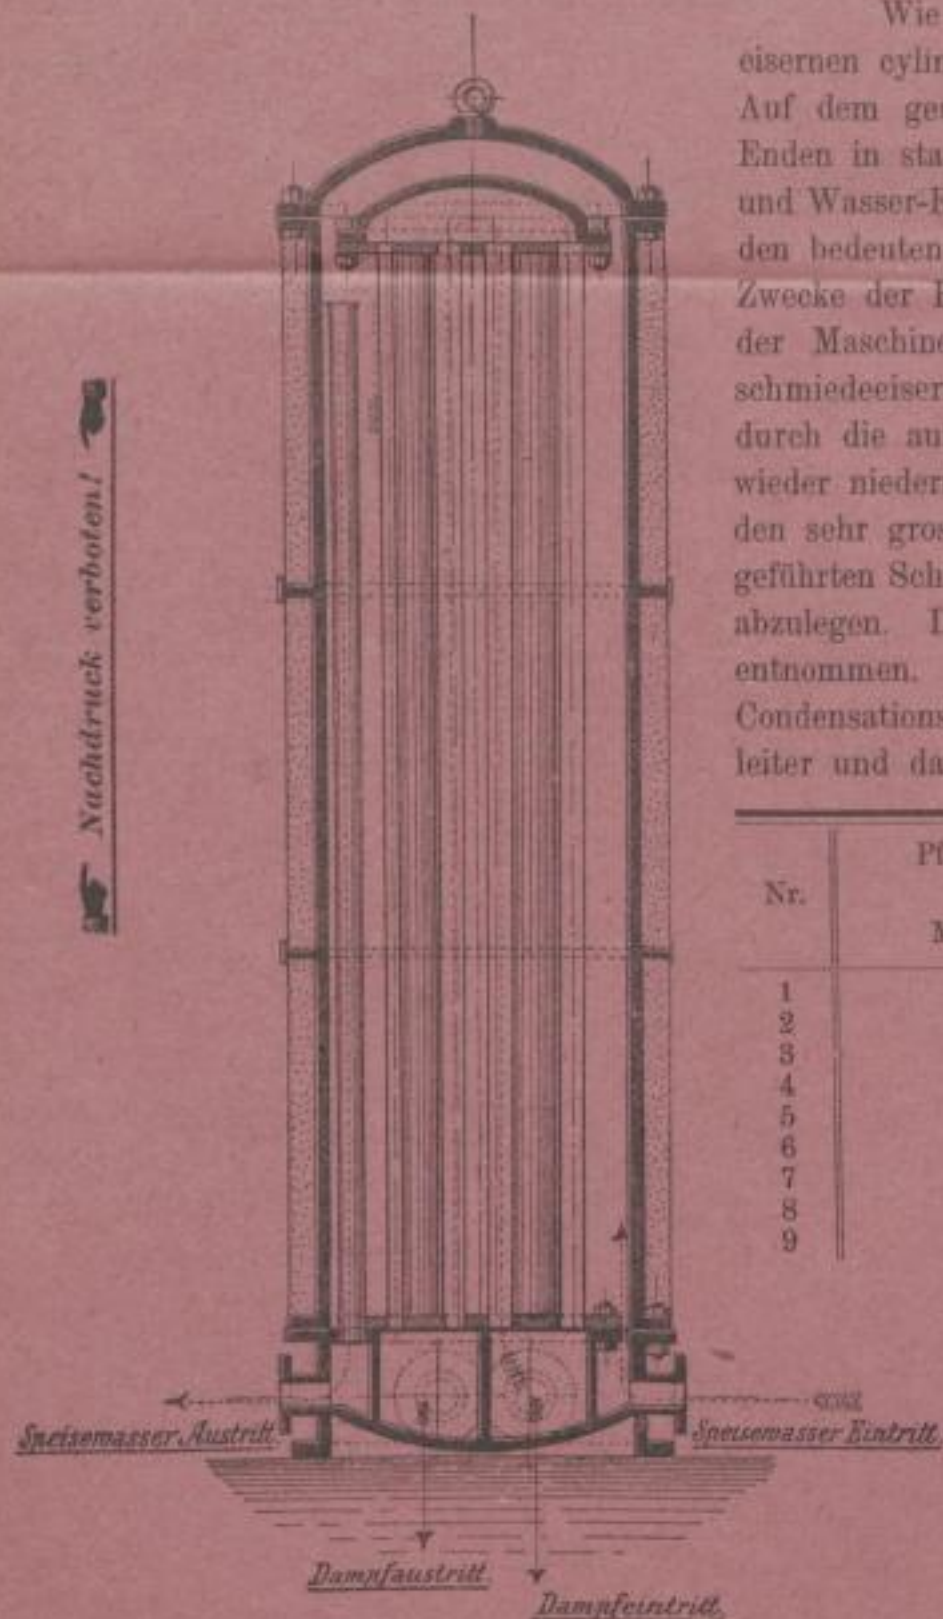 Wie
eisernen cylin
Auf dem ge
Enden in sta
und Wasser-E
den bedeuten
Zwecke der
der Maschine
schmiedeeiser
durch die au
wieder nieder
den sehr gros
geführten Sch
abzulegen. D
entnommen.
Condensations
leiter und da
Nachdruck verboten!
Nr.
1
2
3
4
5
6
7
8
9
Speisewasser Austritt
Speisewasser Eintritt
Dampfaustritt
Dampfeintritt